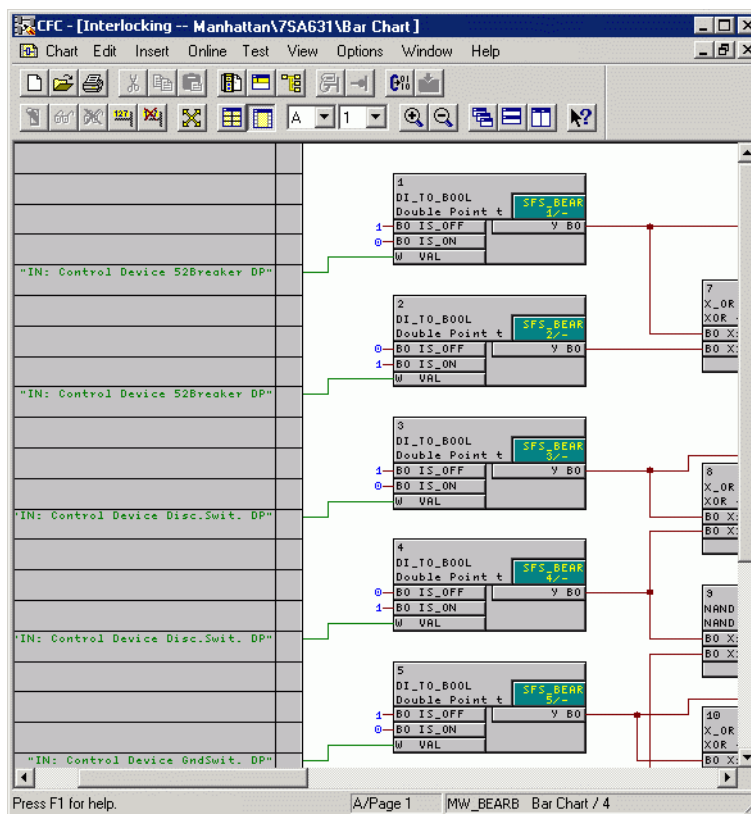 CFC - [Interlocking -- Manhattan\7SA631\Bar Chart]
Chart Edit Insert Online Test View Options Window Help
A 1
1
DI_TO_BOOL
Double Point t
SFS_BEAR
1/-
1 BO IS_OFF Y BO
0 BO IS_ON
W VAL
"IN: Control Device 52Breaker DP"
2
DI_TO_BOOL
Double Point t
SFS_BEAR
2/-
0 BO IS_OFF Y BO
1 BO IS_ON
W VAL
"IN: Control Device 52Breaker DP"
7
X_OR
XOR
BO X:
BO X:
3
DI_TO_BOOL
Double Point t
SFS_BEAR
3/-
1 BO IS_OFF Y BO
0 BO IS_ON
W VAL
"IN: Control Device Disc.Swit. DP"
8
X_OR
XOR -
BO X:
BO X:
4
DI_TO_BOOL
Double Point t
SFS_BEAR
4/-
0 BO IS_OFF Y BO
1 BO IS_ON
W VAL
"IN: Control Device Disc.Swit. DP"
9
NAND
NAND
BO X:
BO X:
5
DI_TO_BOOL
Double Point t
SFS_BEAR
5/-
1 BO IS_OFF Y BO
0 BO IS_ON
W VAL
"IN: Control Device GndSwit. DP"
10
X_OR
XOR -
BO X:
BO X:
Press F1 for help. A/Page 1 MW_BEARB Bar Chart / 4